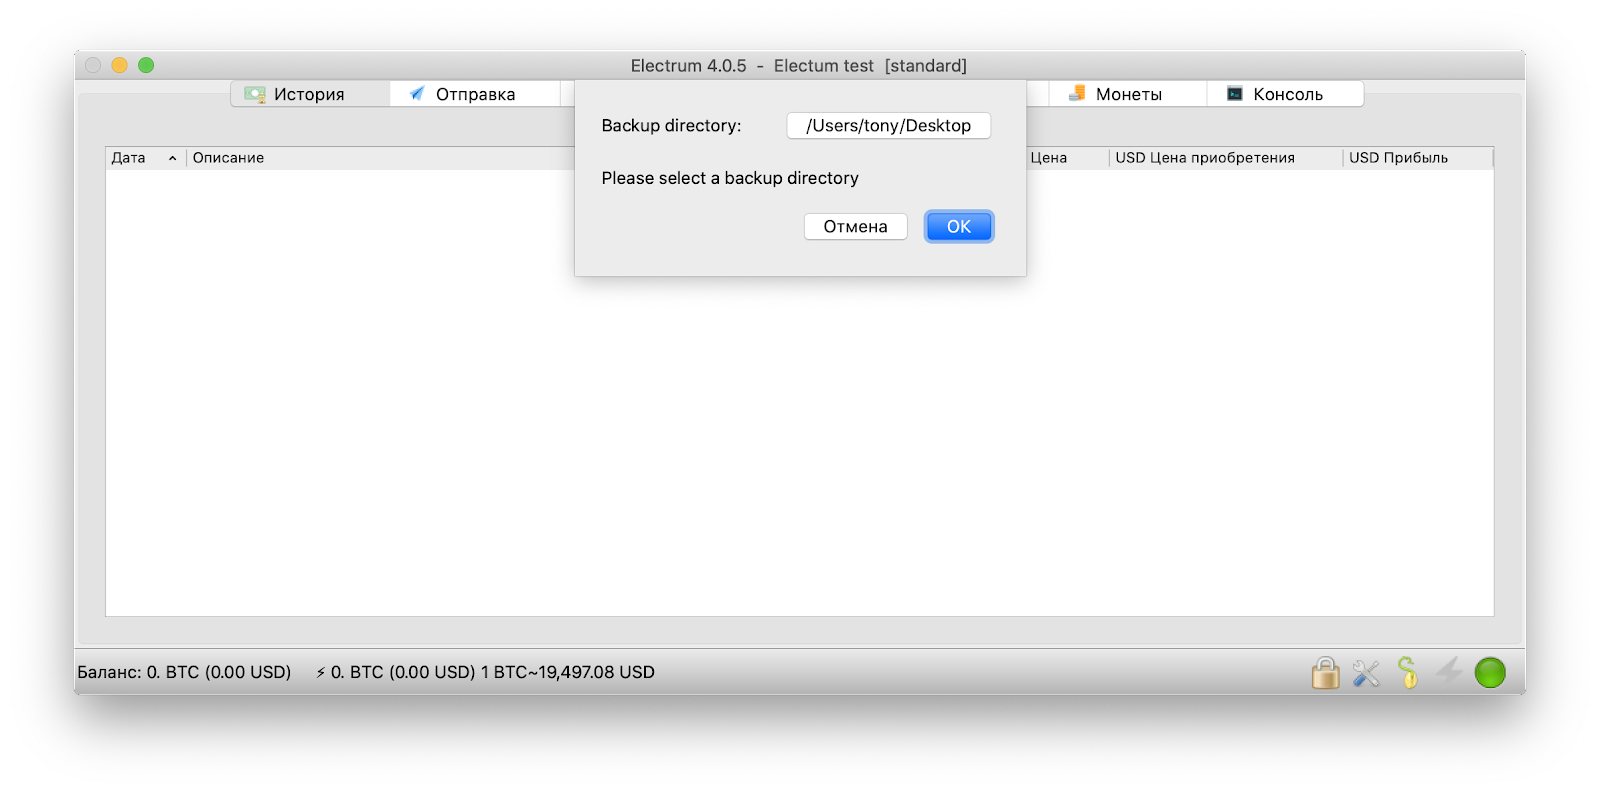 Electrum 4.0.5 - Electum test [standard]
История Отправка Монеты Консоль
Backup directory: /Users/tony/Desktop
Дата Описание Цена USD Цена приобретения USD Прибыль
Please select a backup directory
Отмена OK
Баланс: 0. BTC (0.00 USD) ⚡ 0. BTC (0.00 USD) 1 BTC~19,497.08 USD